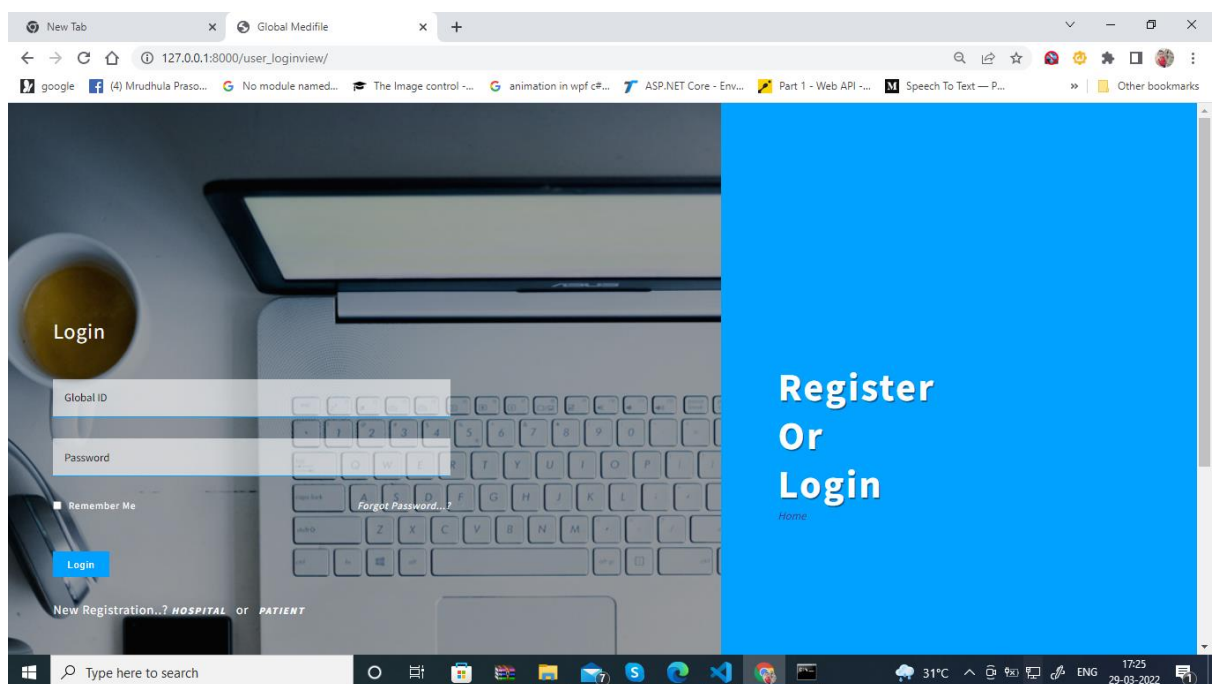 New Tab
Global Medifile
127.0.0.1:8000/user_loginview/
google
(4) Mrudhula Praso...
No module named...
The Image control -...
animation in wpf c#...
ASP.NET Core - Env...
Part 1 - Web API -...
Speech To Text — P...
»
Other bookmarks
ASUS
Login
Global ID
Password
Remember Me
Forgot Password...?
Login
New Registration..? HOSPITAL or PATIENT
Register
Or
Login
Home
Type here to search
31°C
ENG
17:25
29-03-2022